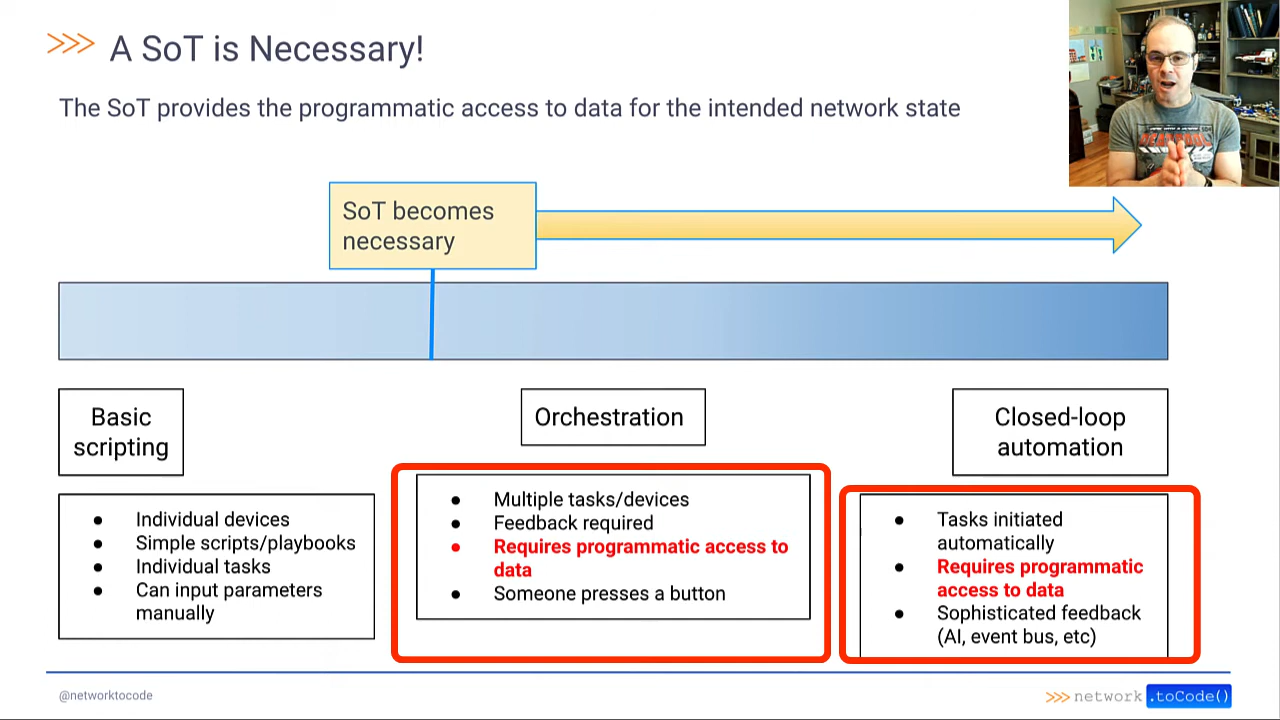 >>> A SoT is Necessary!
The SoT provides the programmatic access to data for the intended network state
SoT becomes
necessary
Basic
scripting
Orchestration
Closed-loop
automation
● Individual devices
● Simple scripts/playbooks
● Individual tasks
● Can input parameters
manually
● Multiple tasks/devices
● Feedback required
● Requires programmatic access to
data
● Someone presses a button
● Tasks initiated
automatically
● Requires programmatic
access to data
● Sophisticated feedback
(AI, event bus, etc)
@networktocode
>>> network .toCode()